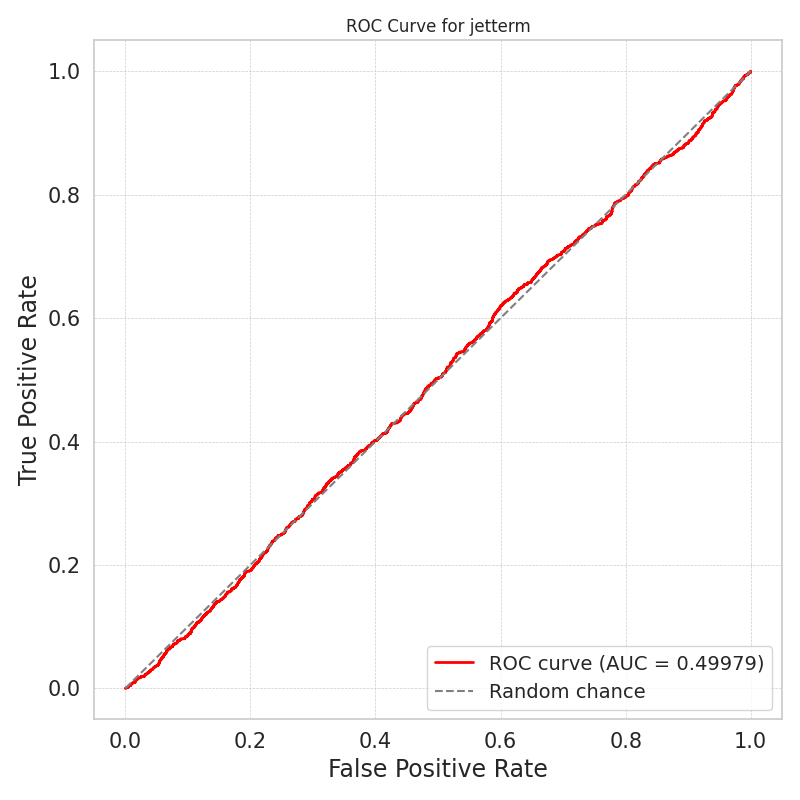 ROC Curve for jetterm
1.0
0.8
0.6
0.4
0.2
0.0
True Positive Rate
ROC curve (AUC = 0.49979)
Random chance
0.0 0.2 0.4 0.6 0.8 1.0
False Positive Rate